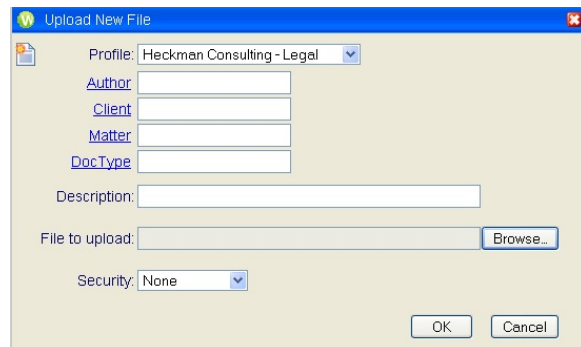 W Upload New File
Profile: Heckman Consulting - Legal
Author
Client
Matter
DocType
Description:
File to upload: Browse...
Security: None
OK Cancel